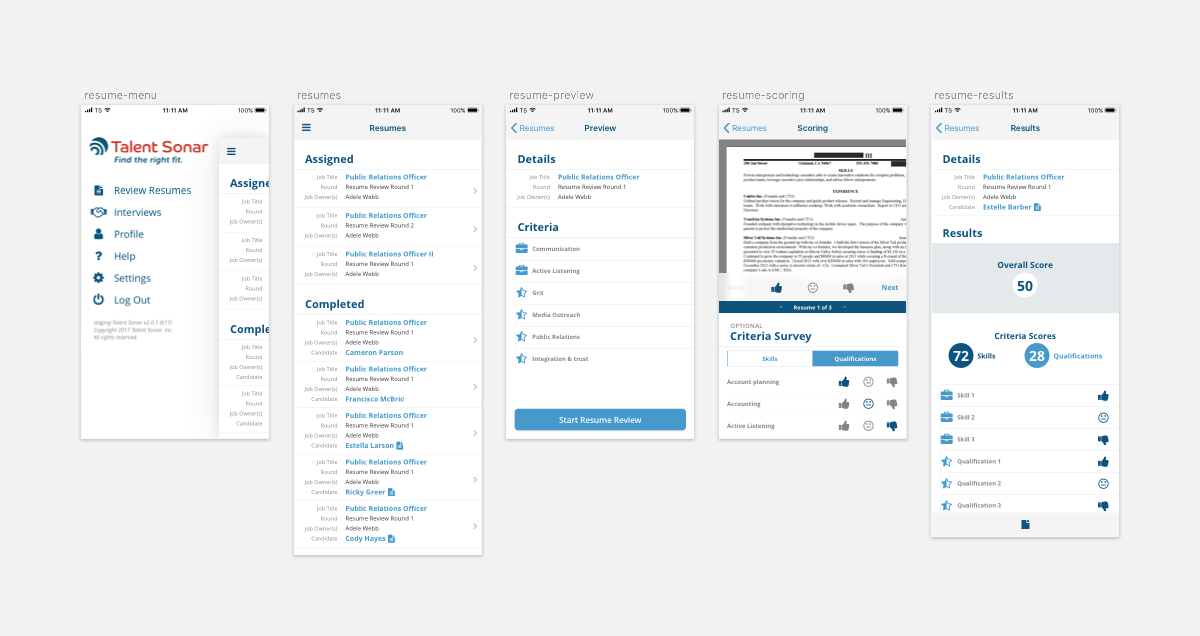 resume-menu
TS 11:11 AM 100%
Talent Sonar
Find the right fit.
Review Resumes
Interviews
Profile
Help
Settings
Log Out
staging-Talent Sonar v2.0.1 (617)
Copyright 2017 Talent Sonar, Inc.
All rights reserved.
Assigne
Job Title
Round
Job Owner(s)
Job Title
Round
Job Owner(s)
Job Title
Round
Job Owner(s)
Comple
Job Title
Round
Job Owner(s)
Candidate
Job Title
Round
Job Owner(s)
Candidate
resumes
TS 11:11 AM 100%
Resumes
Assigned
Job Title Public Relations Officer
Round Resume Review Round 1
Job Owner(s) Adele Webb
Job Title Public Relations Officer
Round Resume Review Round 2
Job Owner(s) Adele Webb
Job Title Public Relations Officer II
Round Resume Review Round 1
Job Owner(s) Adele Webb
Completed
Job Title Public Relations Officer
Round Resume Review Round 1
Job Owner(s) Adele Webb
Candidate Cameron Parson
Job Title Public Relations Officer
Round Resume Review Round 1
Job Owner(s) Adele Webb
Candidate Francisco McBrid
Job Title Public Relations Officer
Round Resume Review Round 1
Job Owner(s) Adele Webb
Candidate Estella Larson
Job Title Public Relations Officer
Round Resume Review Round 1
Job Owner(s) Adele Webb
Candidate Ricky Greer
Job Title Public Relations Officer
Round Resume Review Round 1
Job Owner(s) Adele Webb
Candidate Cody Hayes
resume-preview
TS 11:11 AM 100%
Resumes Preview
Details
Job Title Public Relations Officer
Round Resume Review Round 1
Job Owner(s) Adele Webb
Criteria
Communication
Active Listening
Grit
Media Outreach
Public Relations
Integration & trust
Start Resume Review
resume-scoring
TS 11:11 AM 100%
Resumes Scoring
SKILLS
EXPERIENCE
Back Next
Resume 1 of 3
OPTIONAL
Criteria Survey
Skills Qualifications
Account planning
Accounting
Active Listening
resume-results
TS 11:11 AM 100%
Resumes Results
Details
Job Title Public Relations Officer
Round Resume Review Round 1
Job Owner(s) Adele Webb
Candidate Estelle Barber
Results
Overall Score
50
Criteria Scores
72 Skills 28 Qualifications
Skill 1
Skill 2
Skill 3
Qualification 1
Qualification 2
Qualification 3